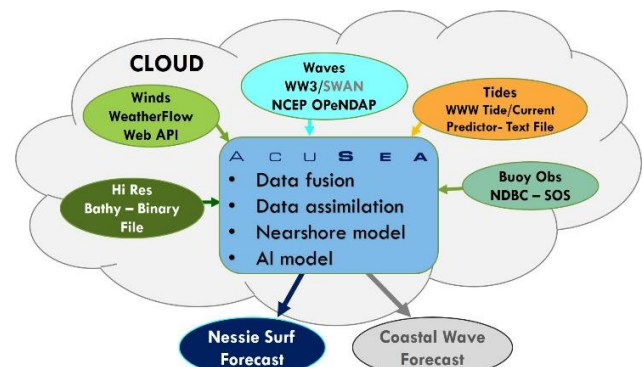 CLOUD
Waves
WW3/SWAN
NCEP OPeNDAP
Winds
WeatherFlow
Web API
Tides
WWW Tide/Current
Predictor- Text File
Hi Res
Bathy – Binary
File
ACUSEA
• Data fusion
• Data assimilation
• Nearshore model
• AI model
Buoy Obs
NDBC – SOS
Nessie Surf
Forecast
Coastal Wave
Forecast